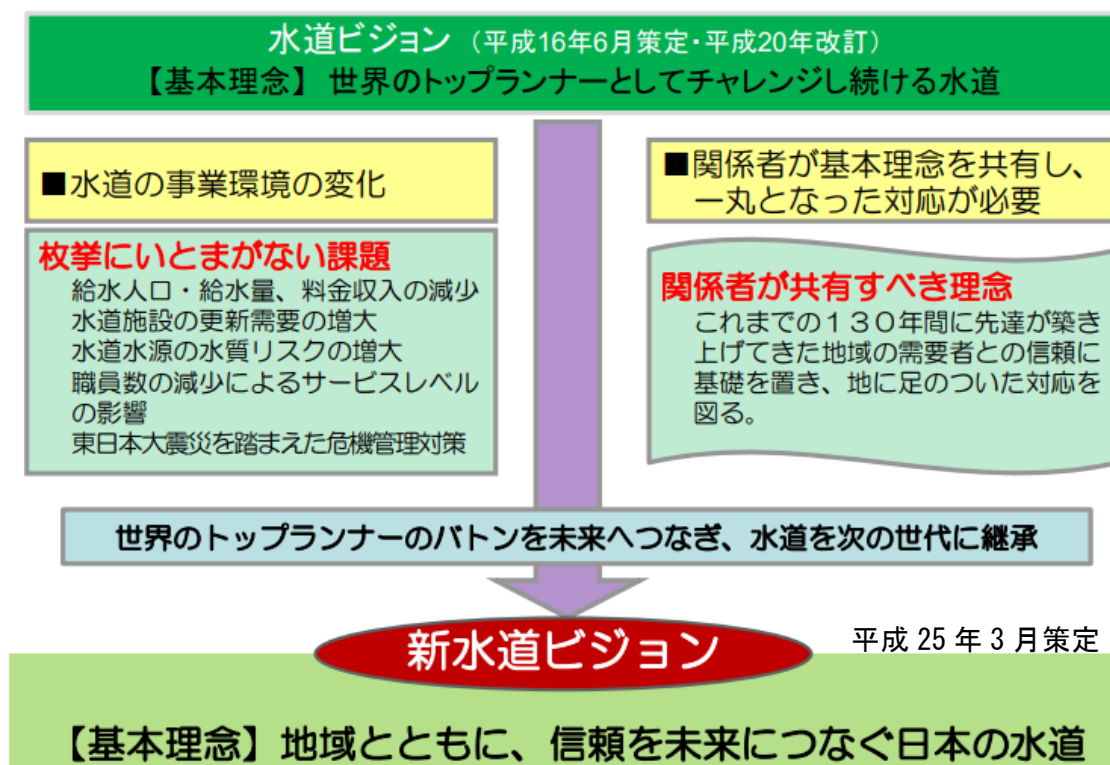 水道ビジョン（平成16年6月策定・平成20年改訂）
【基本理念】 世界のトップランナーとしてチャレンジし続ける水道
■水道の事業環境の変化
枚挙にいとまがない課題
給水人口・給水量、料金収入の減少
水道施設の更新需要の増大
水道水源の水質リスクの増大
職員数の減少によるサービスレベル
の影響
東日本大震災を踏まえた危機管理対策
■関係者が基本理念を共有し、
一丸となった対応が必要
関係者が共有すべき理念
これまでの１３０年間に先達が築き
上げてきた地域の需要者との信頼に
基礎を置き、地に足のついた対応を
図る。
世界のトップランナーのバトンを未来へつなぎ、水道を次の世代に継承
新水道ビジョン
平成 25 年 3 月策定
【基本理念】地域とともに、信頼を未来につなぐ日本の水道